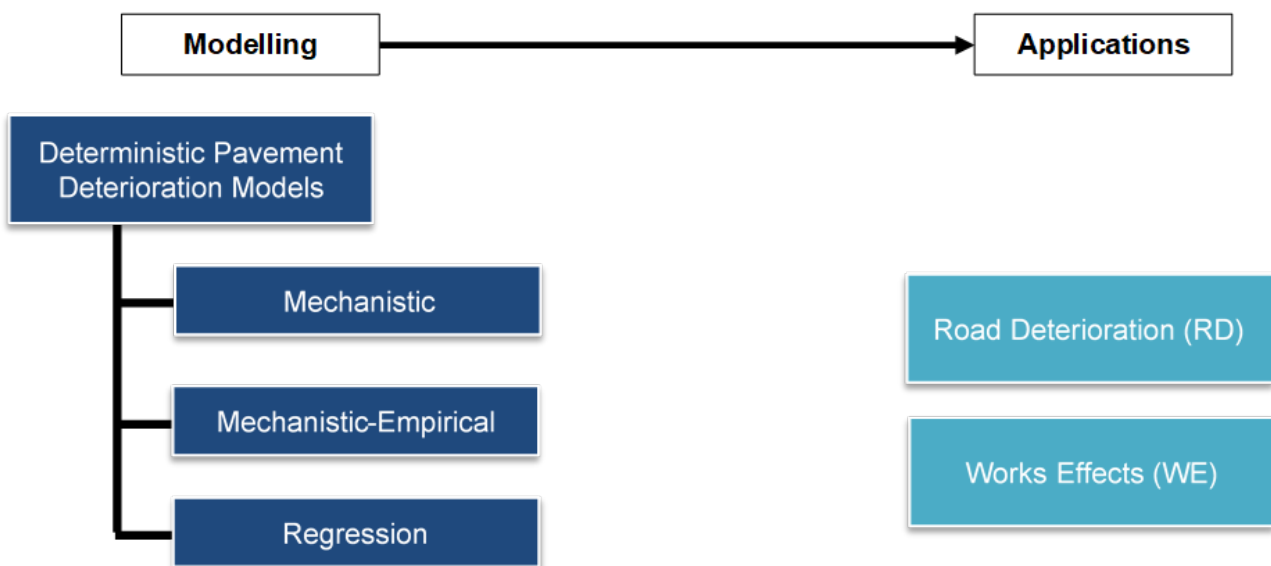 Modelling
Applications
Deterministic Pavement
Deterioration Models
Mechanistic
Road Deterioration (RD)
Mechanistic-Empirical
Works Effects (WE)
Regression